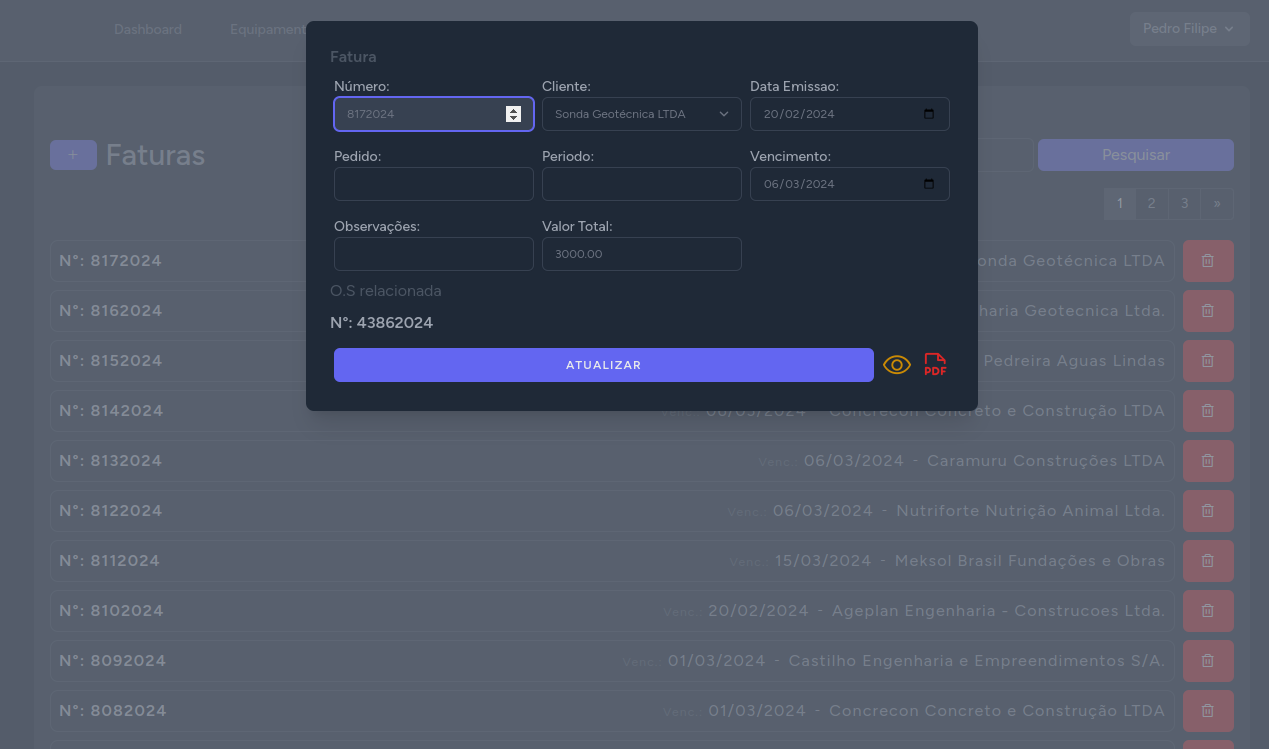 Dashboard Equipament Pedro Filipe
Fatura
Número: Cliente: Data Emissao:
8172024 Sonda Geotécnica LTDA 20/02/2024
Pedido: Periodo: Vencimento:
06/03/2024
+ Faturas Pesquisar
1 2 3 »
Observações: Valor Total:
3000.00
O.S relacionada
N°: 43862024
ATUALIZAR PDF
N°: 8172024 onda Geotécnica LTDA
N°: 8162024 haria Geotecnica Ltda.
N°: 8152024 Pedreira Aguas Lindas
N°: 8142024 Venc.: 06/03/2024 - Concrecon Concreto e Construção LTDA
N°: 8132024 Venc.: 06/03/2024 - Caramuru Construções LTDA
N°: 8122024 Venc.: 06/03/2024 - Nutriforte Nutrição Animal Ltda.
N°: 8112024 Venc.: 15/03/2024 - Meksol Brasil Fundações e Obras
N°: 8102024 Venc.: 20/02/2024 - Ageplan Engenharia - Construcoes Ltda.
N°: 8092024 Venc.: 01/03/2024 - Castilho Engenharia e Empreendimentos S/A.
N°: 8082024 Venc.: 01/03/2024 - Concrecon Concreto e Construção LTDA